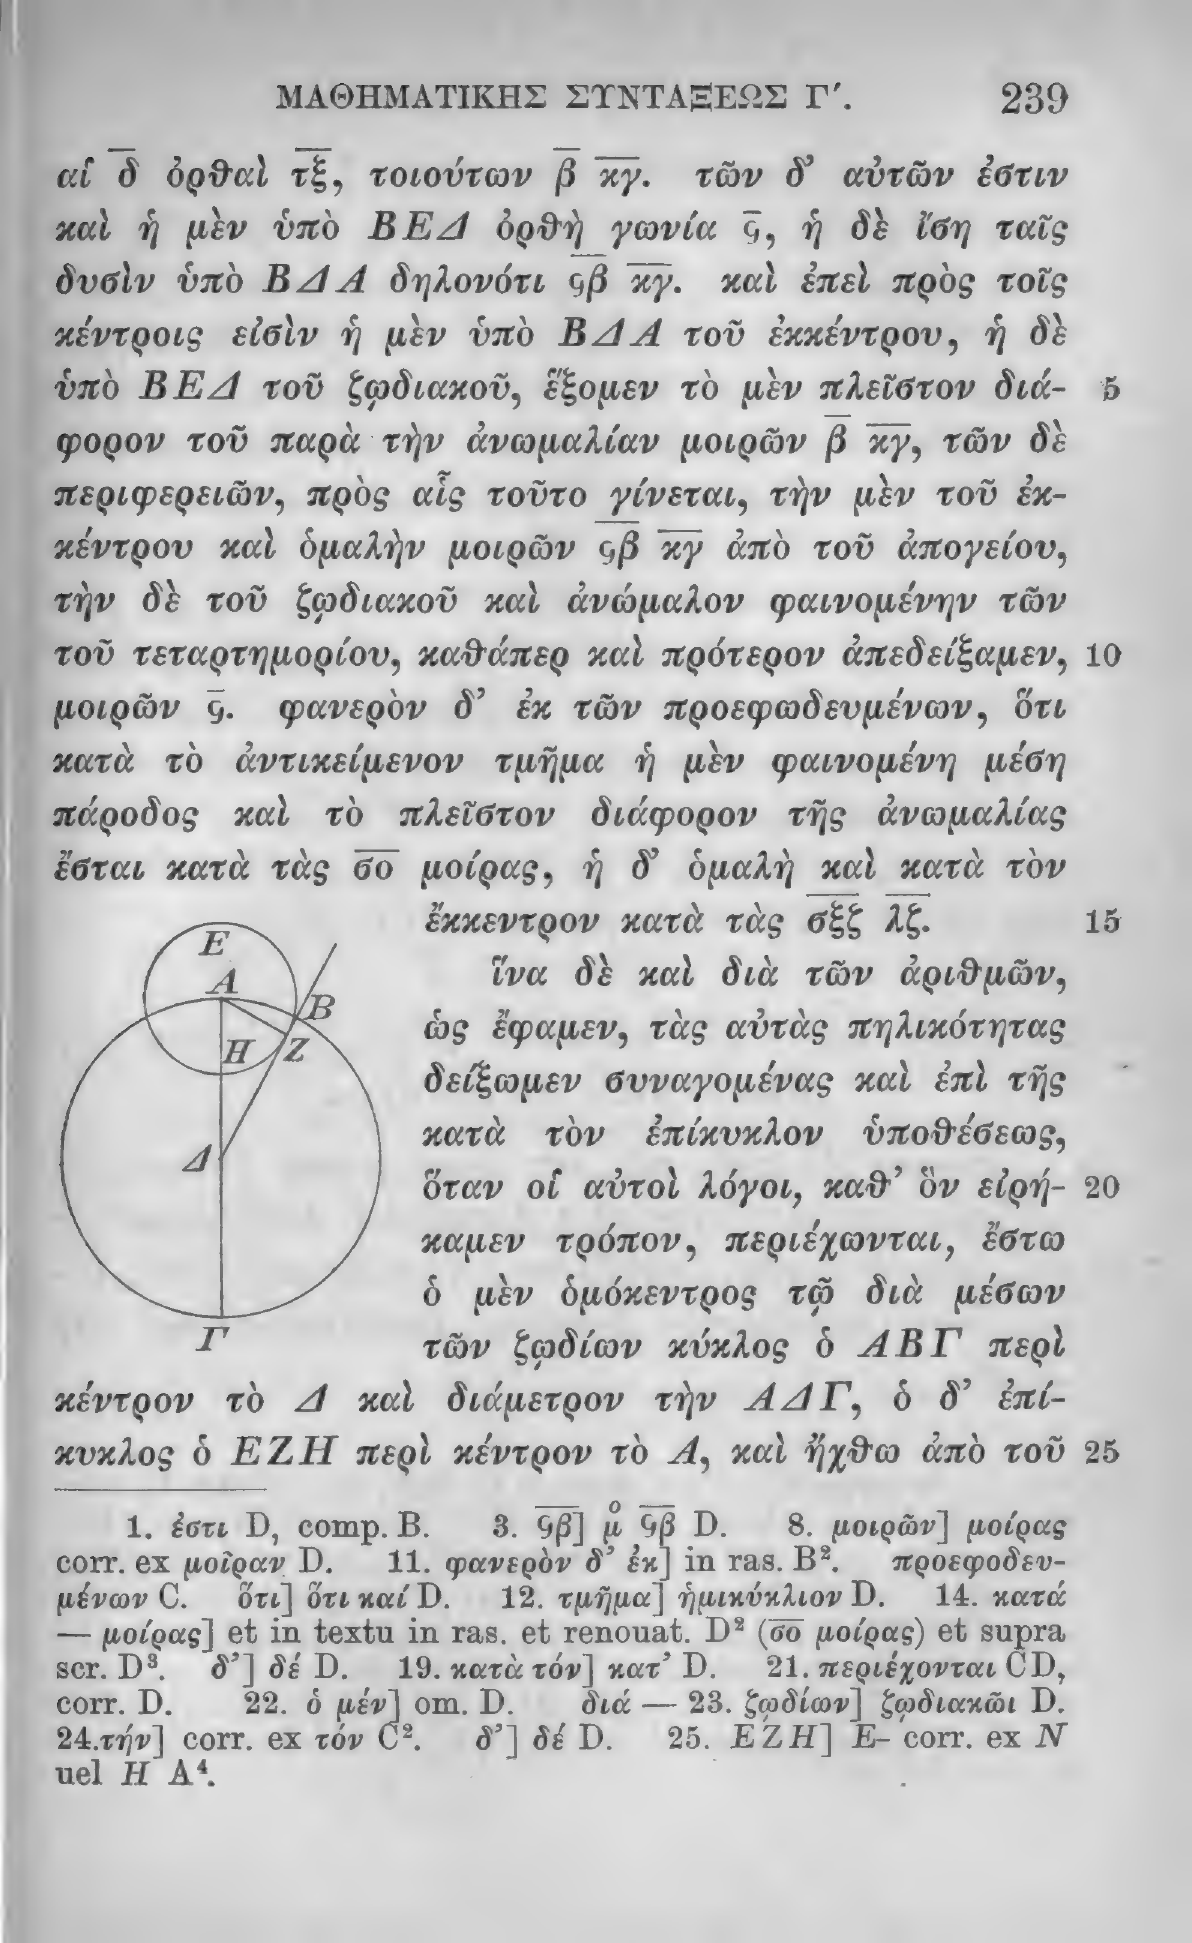 ΜΑΘΗΜΑΤΙΚΗΣ ΣΥΝΤΑΞΕΩΣ Γ´. 239
αἱ δ̅ ὀρθαὶ τ̅ξ̅, τοιούτων β̅ κ̅γ̅. τῶν δ’ αὐτῶν ἐστιν
καὶ ἡ μὲν ὑπὸ ΒΕΔ ὀρθὴ γωνία ϟ̅, ἡ δὲ ἴση ταῖς
δυσὶν ὑπὸ ΒΔΑ δηλονότι ϟ̅β̅ κ̅γ̅. καὶ ἐπεὶ πρὸς τοῖς
κέντροις εἰσὶν ἡ μὲν ὑπὸ ΒΔΑ τοῦ ἐκκέντρου, ἡ δὲ
ὑπὸ ΒΕΔ τοῦ ζῳδιακοῦ, ἕξομεν τὸ μὲν πλεῖστον διά- 5
φορον τοῦ παρὰ τὴν ἀνωμαλίαν μοιρῶν β̅ κ̅γ̅, τῶν δὲ
περιφερειῶν, πρὸς αἷς τοῦτο γίνεται, τὴν μὲν τοῦ ἐκ-
κέντρου καὶ ὁμαλὴν μοιρῶν ϟ̅β̅ κ̅γ̅ ἀπὸ τοῦ ἀπογείου,
τὴν δὲ τοῦ ζῳδιακοῦ καὶ ἀνώμαλον φαινομένην τῶν
τοῦ τεταρτημορίου, καθάπερ καὶ πρότερον ἀπεδείξαμεν, 10
μοιρῶν ϟ̅. φανερὸν δ’ ἐκ τῶν προεφωδευμένων, ὅτι
κατὰ τὸ ἀντικείμενον τμῆμα ἡ μὲν φαινομένη μέση
πάροδος καὶ τὸ πλεῖστον διάφορον τῆς ἀνωμαλίας
ἔσται κατὰ τὰς σ̅ο̅ μοίρας, ἡ δ’ ὁμαλὴ καὶ κατὰ τὸν
ἔκκεντρον κατὰ τὰς σ̅ξ̅ζ̅ λ̅ζ̅. 15
ἵνα δὲ καὶ διὰ τῶν ἀριθμῶν,
ὡς ἔφαμεν, τὰς αὐτὰς πηλικότητας
δείξωμεν συναγομένας καὶ ἐπὶ τῆς
κατὰ τὸν ἐπίκυκλον ὑποθέσεως,
ὅταν οἱ αὐτοὶ λόγοι, καθ’ ὃν εἰρή- 20
καμεν τρόπον, περιέχωνται, ἔστω
ὁ μὲν ὁμόκεντρος τῷ διὰ μέσων
τῶν ζῳδίων κύκλος ὁ ΑΒΓ περὶ
κέντρον τὸ Δ καὶ διάμετρον τὴν ΑΔΓ, ὁ δ’ ἐπί-
κυκλος ὁ ΕΖΗ περὶ κέντρον τὸ Α, καὶ ἤχθω ἀπὸ τοῦ 25
Ε
Α
Β
Η Ζ
Δ
Γ
1. ἐστι D, comp. B. 3. ϟ̅β̅] μ̊ ϟ̅β̅ D. 8. μοιρῶν] μοίρας
corr. ex μοῖραν D. 11. φανερὸν δ’ ἐκ] in ras. B². προεφοδευ-
μένων C. ὅτι] ὅτι καί D. 12. τμῆμα] ἡμικύκλιον D. 14. κατά
— μοίρας] et in textu in ras. et renouat. D² (σ̅ο̅ μοίρας) et supra
scr. D³. δ’] δέ D. 19. κατὰ τόν] κατ’ D. 21. περιέχονται CD,
corr. D. 22. ὁ μέν] om. D. διά — 23. ζῳδίων] ζῳδιακῶι D.
24. τήν] corr. ex τόν C². δ’] δέ D. 25. ΕΖΗ] Ε- corr. ex Ν
uel Η A⁴.